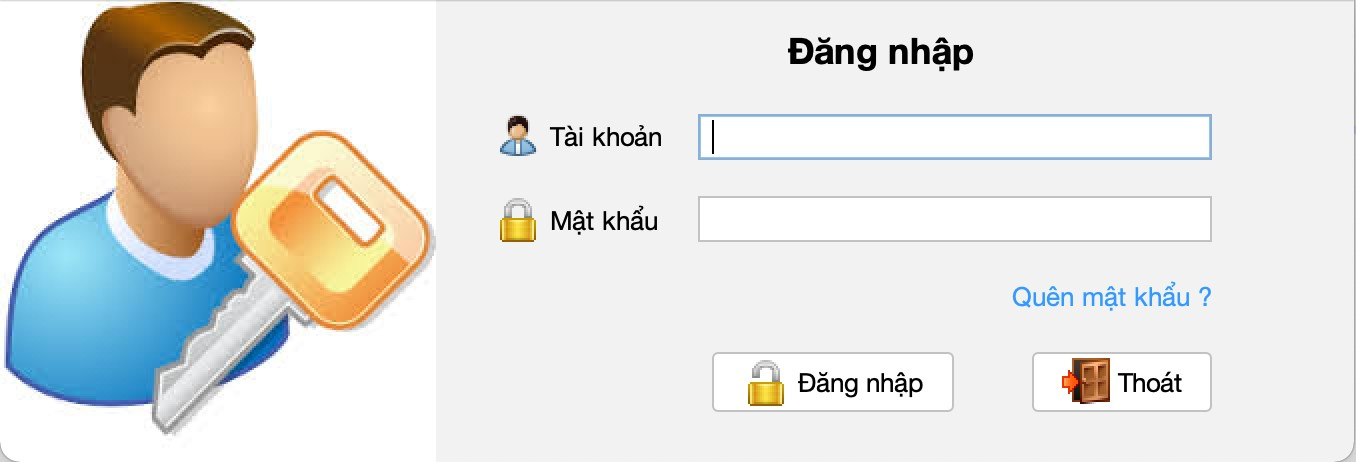 Đăng nhập
Tài khoản
Mật khẩu
Quên mật khẩu ?
Đăng nhập
Thoát